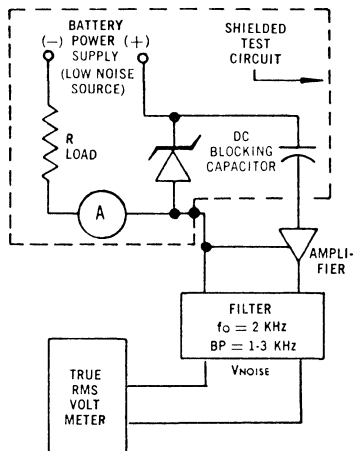 BATTERY
(-) POWER (+)
SUPPLY
(LOW NOISE
SOURCE)
SHIELDED
TEST
CIRCUIT
R
LOAD
DC
BLOCKING
CAPACITOR
A
AMPLI-
FIER
FILTER
fo = 2 KHz
BP = 1-3 KHz
VNOISE
TRUE
RMS
VOLT
METER